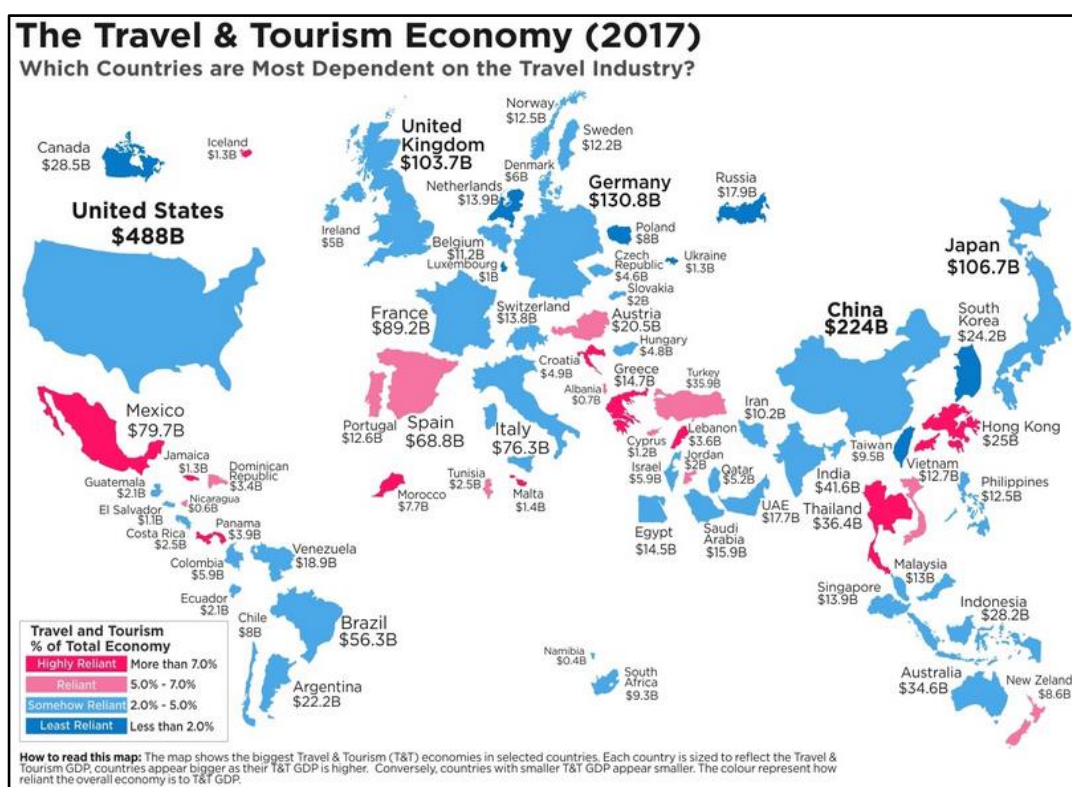 The Travel & Tourism Economy (2017)
Which Countries are Most Dependent on the Travel Industry?
Canada
$28.5B
Iceland
$1.3B
United States
$488B
United
Kingdom
$103.7B
Norway
$12.5B
Sweden
$12.2B
Denmark
$6B
Netherlands
$13.9B
Germany
$130.8B
Russia
$17.9B
Ireland
$5B
Belgium
$11.2B
Luxembourg
$1B
Poland
$8B
Czech
Republic
$4.6B
Ukraine
$1.3B
Slovakia
$2B
Japan
$106.7B
France
$89.2B
Switzerland
$13.8B
Austria
$20.5B
Hungary
$4.8B
China
$224B
South
Korea
$24.2B
Croatia
$4.9B
Greece
$14.7B
Albania
$0.7B
Turkey
$35.9B
Mexico
$79.7B
Portugal
$12.6B
Spain
$68.8B
Italy
$76.3B
Cyprus
$1.2B
Lebanon
$3.6B
Iran
$10.2B
Taiwan
$9.5B
Hong Kong
$25B
Jamaica
$1.3B
Dominican
Republic
$3.4B
Guatemala
$2.1B
Nicaragua
$0.6B
El Salvador
$1.1B
Costa Rica
$2.5B
Panama
$3.9B
Morocco
$7.7B
Tunisia
$2.5B
Malta
$1.4B
Israel
$5.9B
Jordan
$2B
Qatar
$5.2B
India
$41.6B
Vietnam
$12.7B
Philippines
$12.5B
Thailand
$36.4B
UAE
$17.7B
Egypt
$14.5B
Saudi
Arabia
$15.9B
Colombia
$5.9B
Venezuela
$18.9B
Ecuador
$2.1B
Chile
$8B
Brazil
$56.3B
Argentina
$22.2B
Malaysia
$13B
Singapore
$13.9B
Indonesia
$28.2B
Namibia
$0.4B
South
Africa
$9.3B
Australia
$34.6B
New Zeland
$8.6B
Travel and Tourism
% of Total Economy
Highly Reliant More than 7.0%
Reliant 5.0% - 7.0%
Somehow Reliant 2.0% - 5.0%
Least Reliant Less than 2.0%
How to read this map: The map shows the biggest Travel & Tourism (T&T) economies in selected countries. Each country is sized to reflect the Travel &
Tourism GDP, countries appear bigger as their T&T GDP is higher. Conversely, countries with smaller T&T GDP appear smaller. The colour represent how
reliant the overall economy is to T&T GDP.